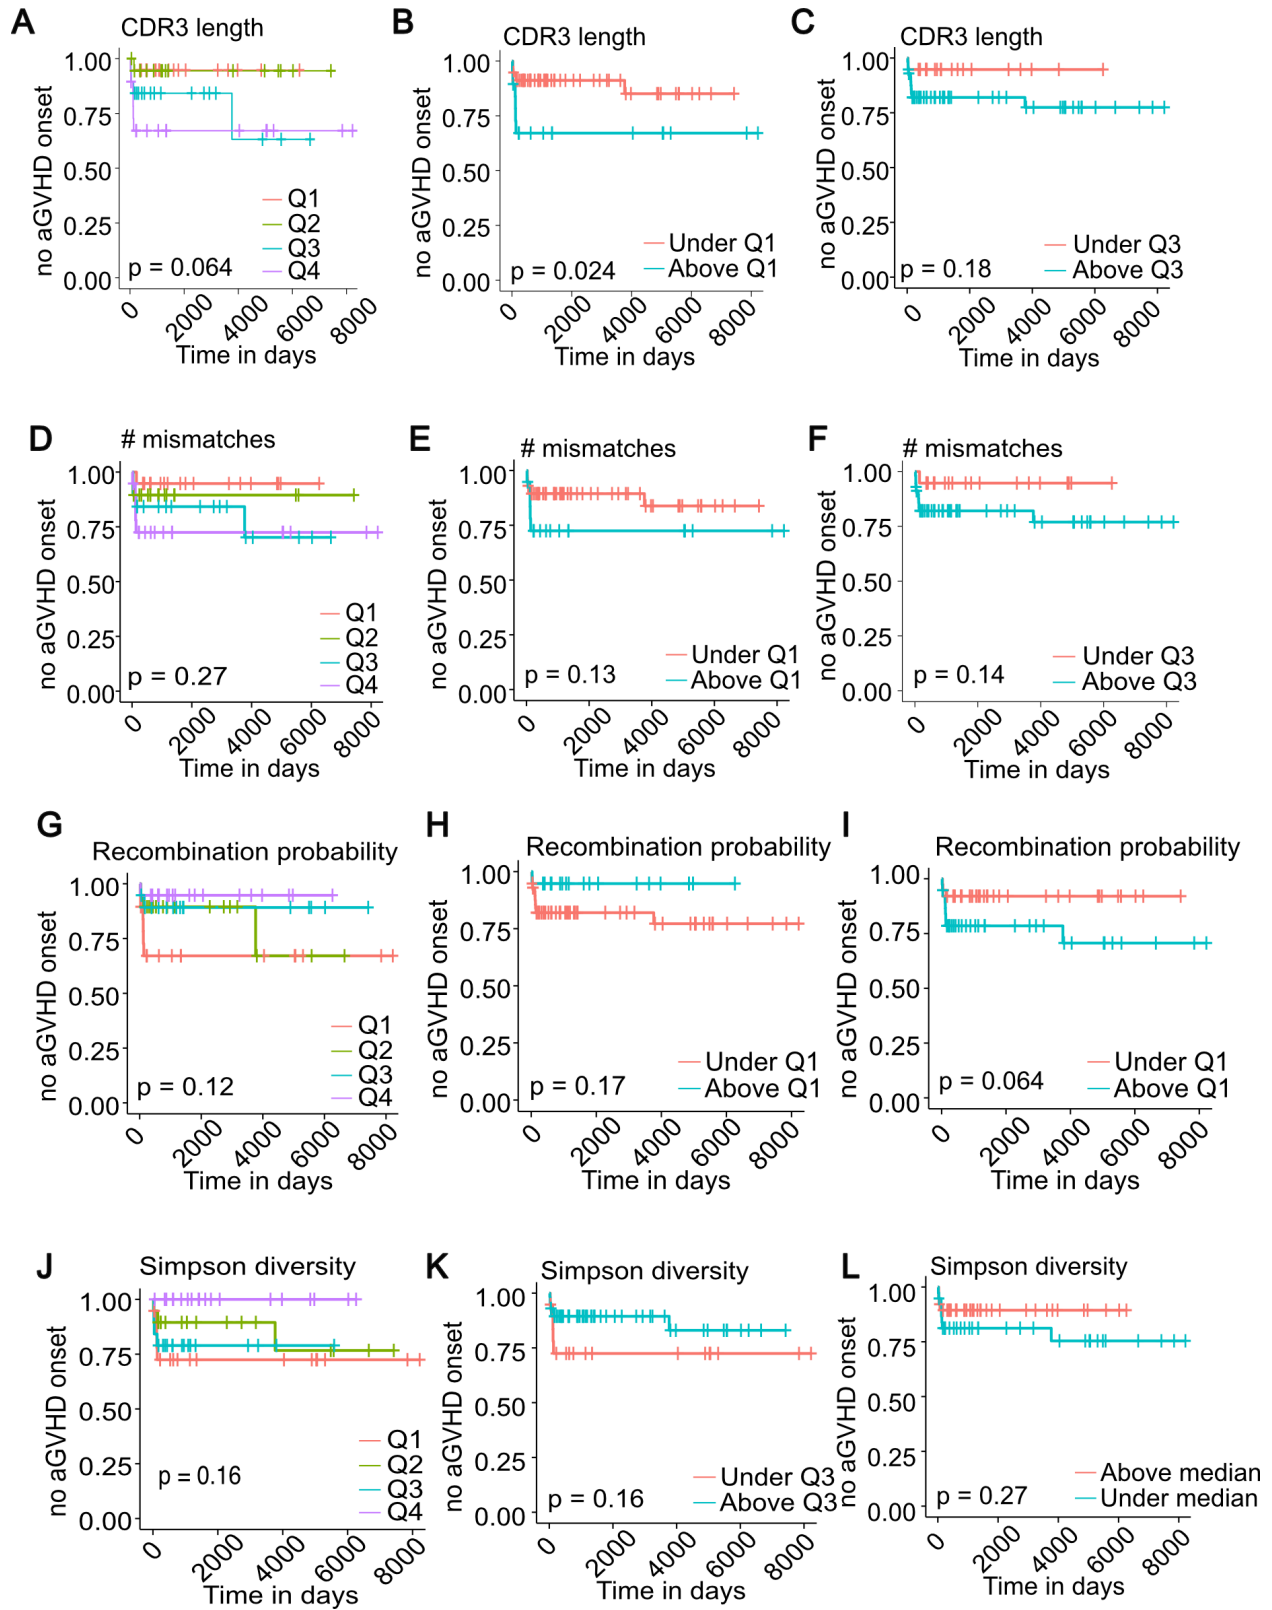 A
CDR3 length
no aGVHD onset
1.00
0.75
0.50
0.25
0.00
Q1
Q2
Q3
Q4
p = 0.064
0
2000
4000
6000
8000
Time in days
B
CDR3 length
no aGVHD onset
1.00
0.75
0.50
0.25
0.00
Under Q1
Above Q1
p = 0.024
0
2000
4000
6000
8000
Time in days
C
CDR3 length
no aGVHD onset
1.00
0.75
0.50
0.25
0.00
Under Q3
Above Q3
p = 0.18
0
2000
4000
6000
8000
Time in days
D
# mismatches
no aGVHD onset
1.00
0.75
0.50
0.25
0.00
Q1
Q2
Q3
Q4
p = 0.27
0
2000
4000
6000
8000
Time in days
E
# mismatches
no aGVHD onset
1.00
0.75
0.50
0.25
0.00
Under Q1
Above Q1
p = 0.13
0
2000
4000
6000
8000
Time in days
F
# mismatches
no aGVHD onset
1.00
0.75
0.50
0.25
0.00
Under Q3
Above Q3
p = 0.14
0
2000
4000
6000
8000
Time in days
G
Recombination probability
no aGVHD onset
1.00
0.75
0.50
0.25
0.00
Q1
Q2
Q3
Q4
p = 0.12
0
2000
4000
6000
8000
Time in days
H
Recombination probability
no aGVHD onset
1.00
0.75
0.50
0.25
0.00
Under Q1
Above Q1
p = 0.17
0
2000
4000
6000
8000
Time in days
I
Recombination probability
no aGVHD onset
1.00
0.75
0.50
0.25
0.00
Under Q1
Above Q1
p = 0.064
0
2000
4000
6000
8000
Time in days
J
Simpson diversity
no aGVHD onset
1.00
0.75
0.50
0.25
0.00
Q1
Q2
Q3
Q4
p = 0.16
0
2000
4000
6000
8000
Time in days
K
Simpson diversity
no aGVHD onset
1.00
0.75
0.50
0.25
0.00
Under Q3
Above Q3
p = 0.16
0
2000
4000
6000
8000
Time in days
L
Simpson diversity
no aGVHD onset
1.00
0.75
0.50
0.25
0.00
Above median
Under median
p = 0.27
0
2000
4000
6000
8000
Time in days